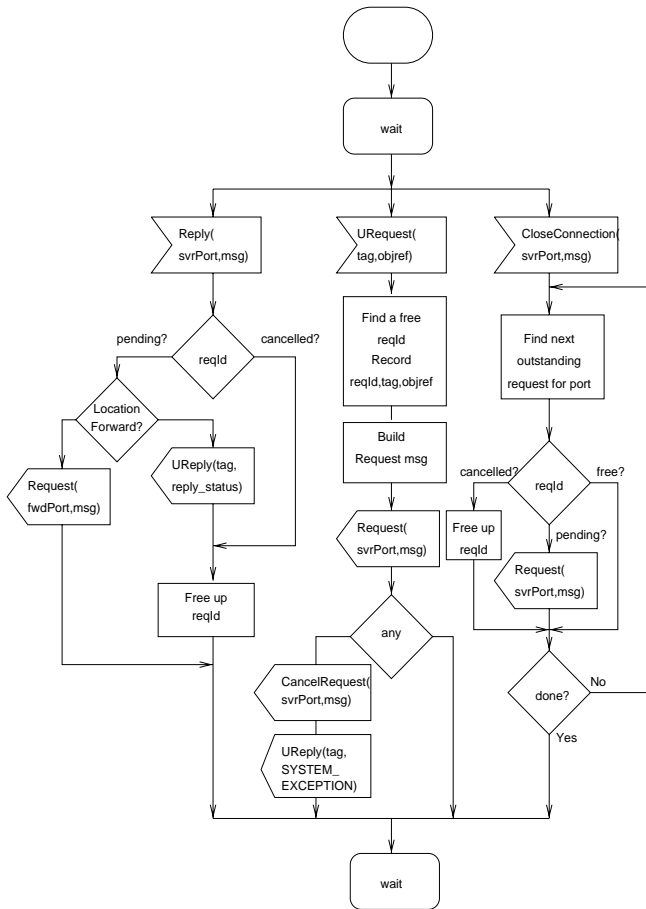 wait
Reply(
svrPort,msg)
URequest(
tag,objref)
CloseConnection(
svrPort,msg)
pending?
reqId
cancelled?
Find a free
reqId
Record
reqId,tag,objref
Find next
outstanding
request for port
Location
Forward?
Build
Request msg
Request(
fwdPort,msg)
UReply(tag,
reply_status)
cancelled?
reqId
free?
Request(
svrPort,msg)
Free up
reqId
pending?
Request(
svrPort,msg)
Free up
reqId
any
CancelRequest(
svrPort,msg)
done?
No
Yes
UReply(tag,
SYSTEM_
EXCEPTION)
wait